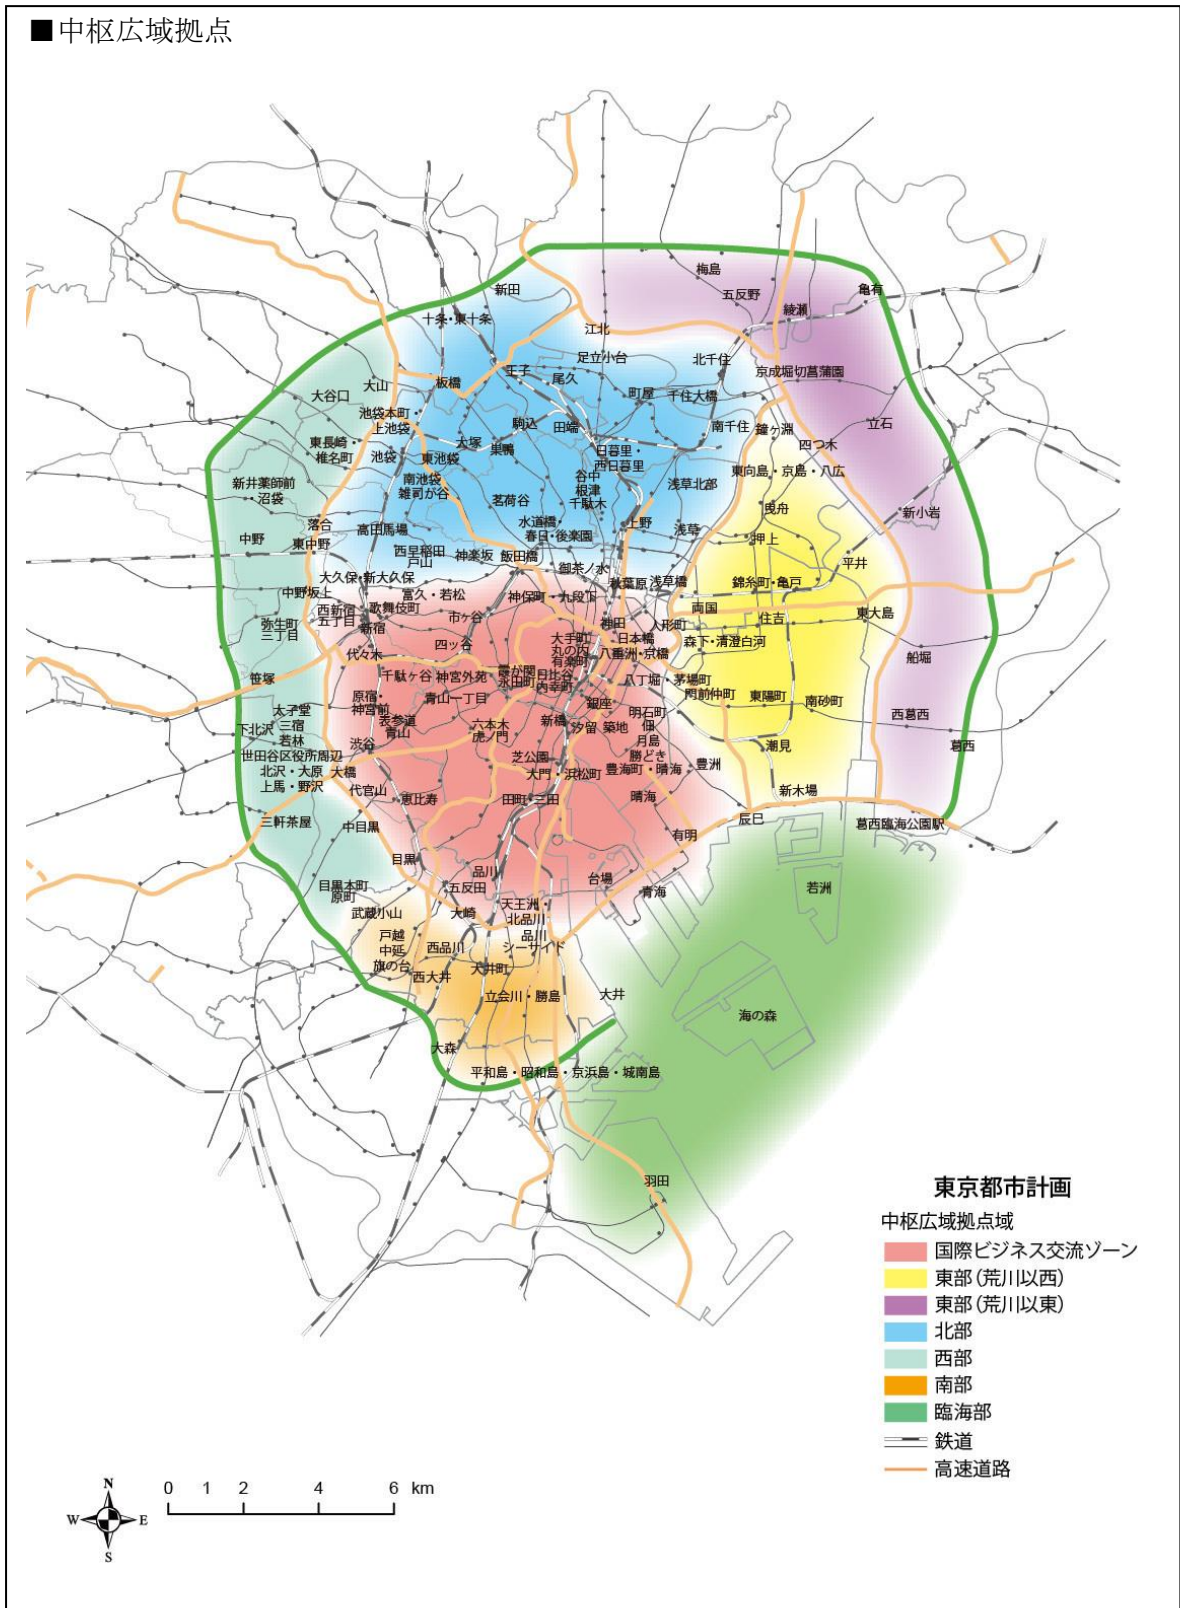 ■中枢広域拠点
新田
梅島
五反野
綾瀬
亀有
十条・東十条
江北
足立小台
北千住
王子
尾久
京成堀切菖蒲園
大山
板橋
町屋
千住大橋
大谷口
池袋本町・
上池袋
駒込
田端
南千住
鐘ヶ淵
立石
東長崎・
椎名町
池袋
東池袋
大塚
巣鴨
日暮里・
西日暮里
四つ木
新井薬師前
・沼袋
南池袋
雑司が谷
茗荷谷
谷中
根津
千駄木
浅草北部
東向島・京島・八広
曳舟
新小岩
落合
中野
東中野
高田馬場
水道橋・
春日・後楽園
上野
浅草
押上
西早稲田
戸山
神楽坂
飯田橋
御茶ノ水
平井
大久保・新大久保
秋葉原
浅草橋
錦糸町・亀戸
中野坂上
富久・若松
神保町・九段下
両国
西新宿
五丁目
歌舞伎町
市ヶ谷
神田
人形町
住吉
東大島
弥生町
三丁目
新宿
四ッ谷
大手町
丸の内
有楽町
日本橋
八重洲・京橋
森下・清澄白河
船堀
代々木
笹塚
千駄ヶ谷
神宮外苑
霞が関
永田町
日比谷
内幸町
八丁堀・茅場町
門前仲町
東陽町
南砂町
西葛西
原宿・
神宮前
青山一丁目
銀座
太子堂
三宿
若林
下北沢
表参道
青山
六本木
虎ノ門
新橋
汐留
築地
明石町
佃
月島
潮見
葛西
渋谷
世田谷区役所周辺
北沢・大原
上馬・野沢
大橋
芝公園
勝どき
豊海町・晴海
豊洲
大門・浜松町
代官山
恵比寿
田町・三田
晴海
新木場
三軒茶屋
中目黒
辰巳
葛西臨海公園駅
有明
目黒
品川
台場
青海
若洲
目黒本町
原町
五反田
天王洲・
北品川
武蔵小山
大崎
品川
シーサイド
戸越
中延
旗の台
西品川
西大井
大井町
立会川・勝島
大井
海の森
大森
平和島・昭和島・京浜島・城南島
羽田
東京都市計画
中枢広域拠点域
国際ビジネス交流ゾーン
東部(荒川以西)
東部(荒川以東)
北部
西部
南部
臨海部
鉄道
高速道路
N
W E
S
0 1 2 4 6 km